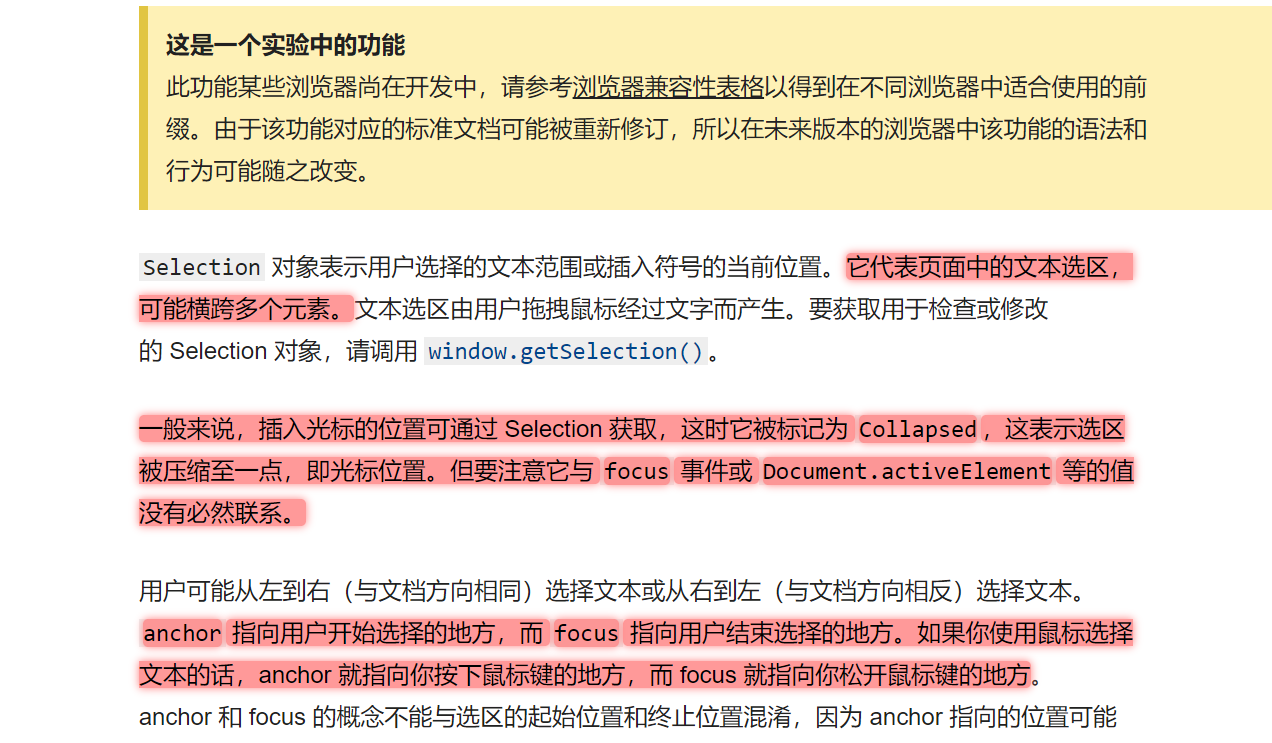 这是一个实验中的功能
此功能某些浏览器尚在开发中，请参考浏览器兼容性表格以得到在不同浏览器中适合使用的前
缀。由于该功能对应的标准文档可能被重新修订，所以在未来版本的浏览器中该功能的语法和
行为可能随之改变。
Selection 对象表示用户选择的文本范围或插入符号的当前位置。它代表页面中的文本选区，
可能横跨多个元素。文本选区由用户拖拽鼠标经过文字而产生。要获取用于检查或修改
的 Selection 对象，请调用 window.getSelection()。
一般来说，插入光标的位置可通过 Selection 获取，这时它被标记为 Collapsed，这表示选区
被压缩至一点，即光标位置。但要注意它与 focus 事件或 Document.activeElement 等的值
没有必然联系。
用户可能从左到右（与文档方向相同）选择文本或从右到左（与文档方向相反）选择文本。
anchor 指向用户开始选择的地方，而 focus 指向用户结束选择的地方。如果你使用鼠标选择
文本的话，anchor 就指向你按下鼠标键的地方，而 focus 就指向你松开鼠标键的地方。
anchor 和 focus 的概念不能与选区的起始位置和终止位置混淆，因为 anchor 指向的位置可能